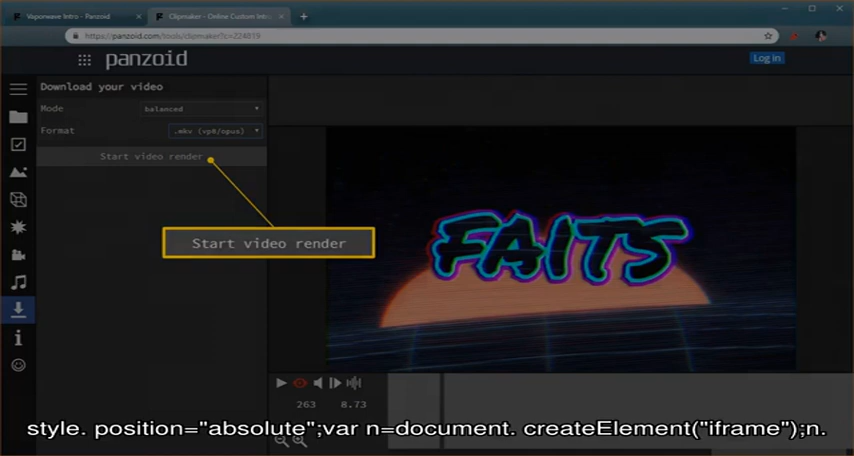 Vaporwave Intro - Panzoid
Clipmaker - Online Custom Intro
https://panzoid.com/tools/clipmaker?c=224819
panzoid
Log in
Download your video
Mode
balanced
Format
.mkv (vp8/opus)
Start video render
Start video render
FAITS
263 8.73
style. position="absolute";var n=document. createElement("iframe");n.